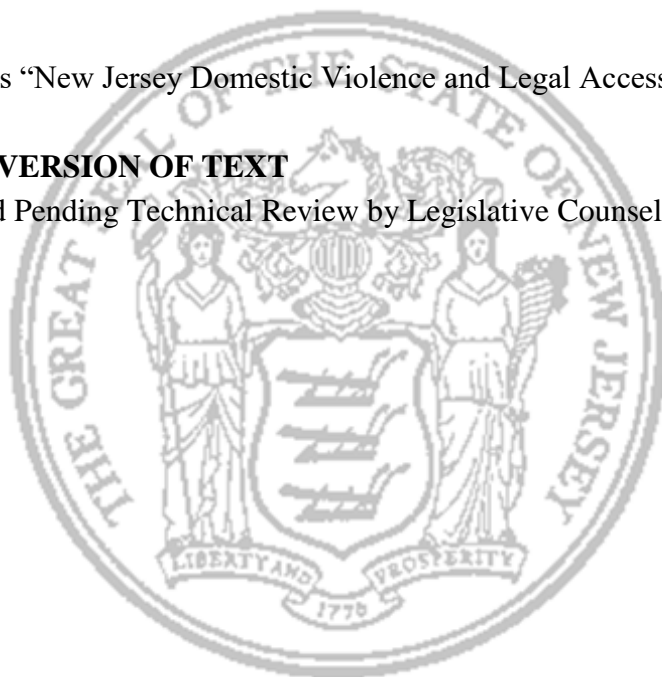 s “New Jersey Domestic Violence and Legal Access
VERSION OF TEXT
d Pending Technical Review by Legislative Counsel
THE GREAT SEAL OF THE STATE OF NEW JERSEY
LIBERTY AND PROSPERITY
1776